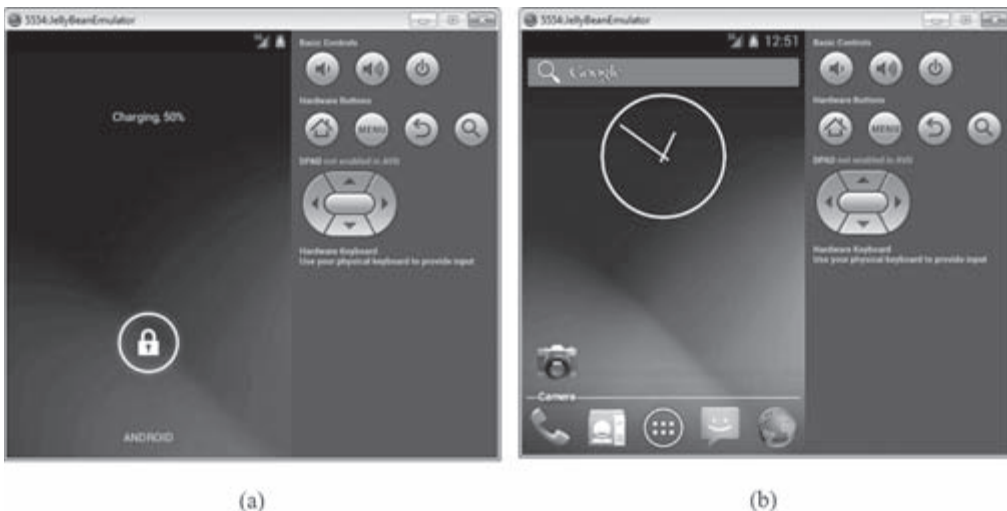 5554:JellyBeanEmulator
Charging, 50%
ANDROID
Basic Controls
Hardware Buttons
MENU
DPAD not enabled in AVD
Hardware Keyboard
Use your physical keyboard to provide input
(a)
5554:JellyBeanEmulator
12:51
Google
Camera
Basic Controls
Hardware Buttons
MENU
DPAD not enabled in AVD
Hardware Keyboard
Use your physical keyboard to provide input
(b)